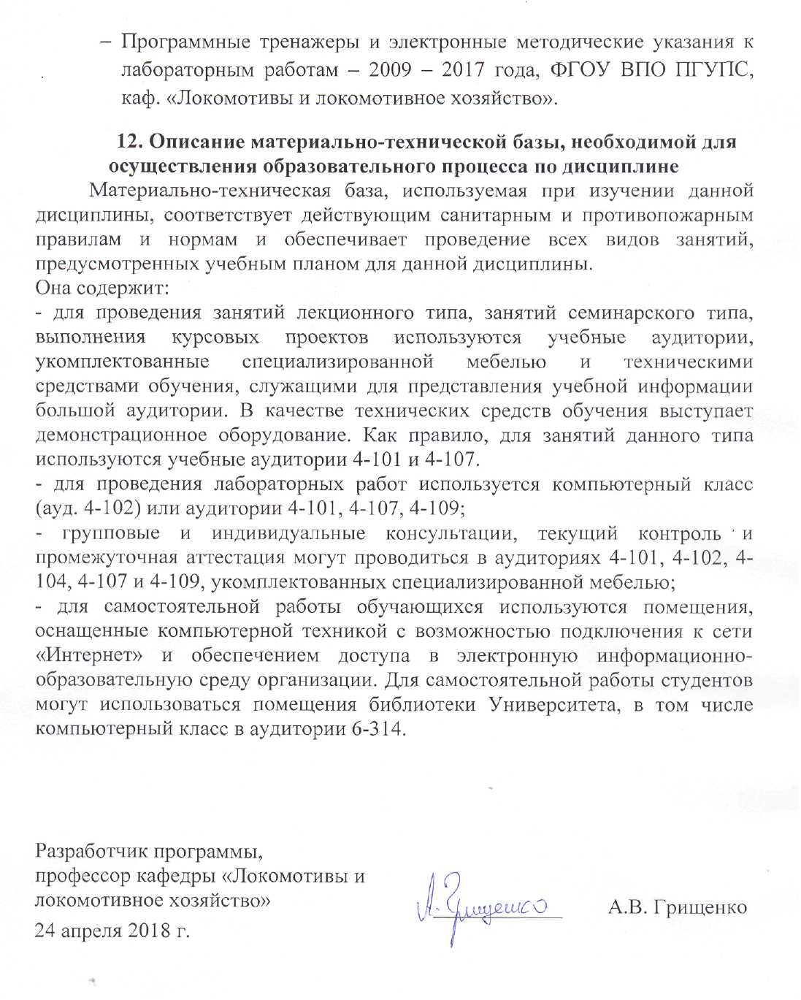 – Программные тренажеры и электронные методические указания к
лабораторным работам – 2009 – 2017 года, ФГОУ ВПО ПГУПС,
каф. «Локомотивы и локомотивное хозяйство».
12. Описание материально-технической базы, необходимой для
осуществления образовательного процесса по дисциплине
Материально-техническая база, используемая при изучении данной
дисциплины, соответствует действующим санитарным и противопожарным
правилам и нормам и обеспечивает проведение всех видов занятий,
предусмотренных учебным планом для данной дисциплины.
Она содержит:
- для проведения занятий лекционного типа, занятий семинарского типа,
выполнения курсовых проектов используются учебные аудитории,
укомплектованные специализированной мебелью и техническими
средствами обучения, служащими для представления учебной информации
большой аудитории. В качестве технических средств обучения выступает
демонстрационное оборудование. Как правило, для занятий данного типа
используются учебные аудитории 4-101 и 4-107.
- для проведения лабораторных работ используется компьютерный класс
(ауд. 4-102) или аудитории 4-101, 4-107, 4-109;
- групповые и индивидуальные консультации, текущий контроль и
промежуточная аттестация могут проводиться в аудиториях 4-101, 4-102, 4-
104, 4-107 и 4-109, укомплектованных специализированной мебелью;
- для самостоятельной работы обучающихся используются помещения,
оснащенные компьютерной техникой с возможностью подключения к сети
«Интернет» и обеспечением доступа в электронную информационно-
образовательную среду организации. Для самостоятельной работы студентов
могут использоваться помещения библиотеки Университета, в том числе
компьютерный класс в аудитории 6-314.
Разработчик программы,
профессор кафедры «Локомотивы и
локомотивное хозяйство»
А. Грищенко
А.В. Грищенко
24 апреля 2018 г.